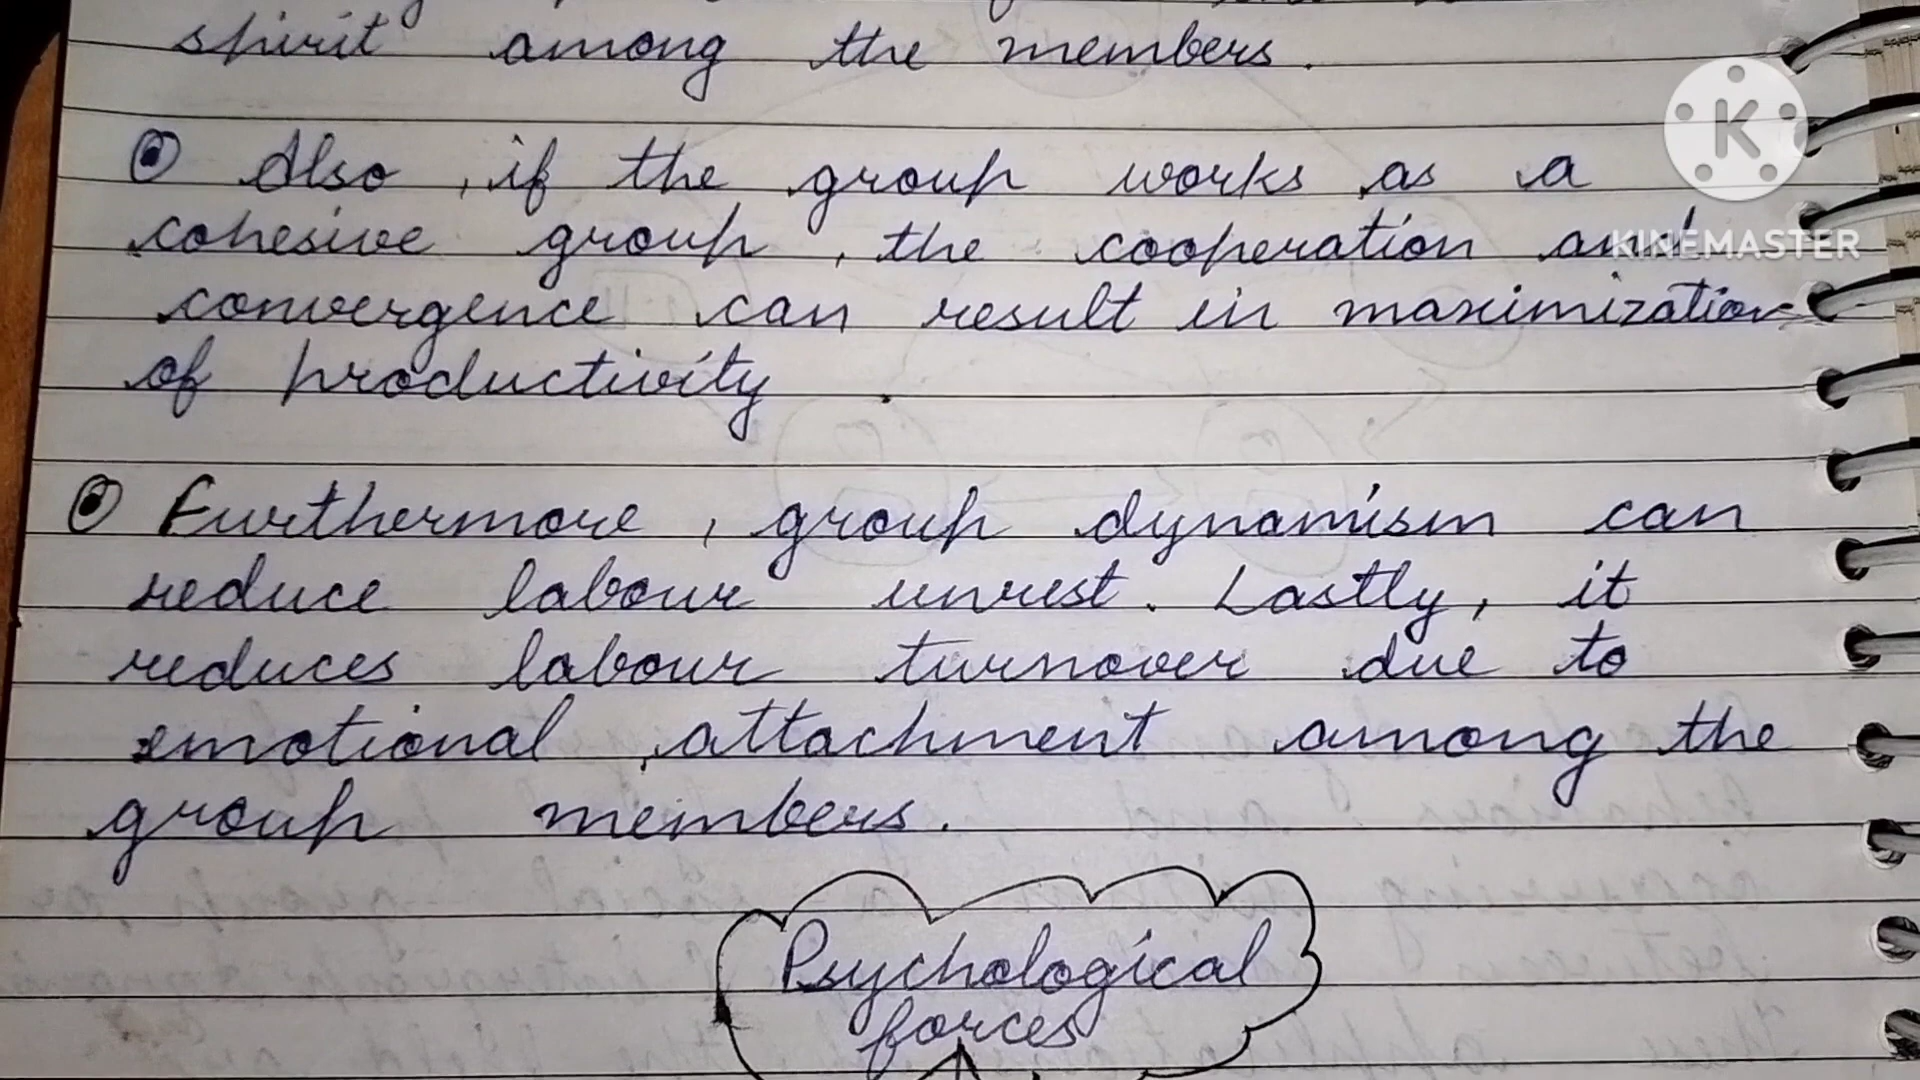 spirit among the members.
Also, if the group works as a
cohesive group, the cooperation and
convergence can result in maximization
of productivity.
Furthermore, group dynamism can
reduce labour unrest. Lastly, it
reduces labour turnover due to
emotional attachment among the
group members.
Psychological
forces
K
KINEMASTER